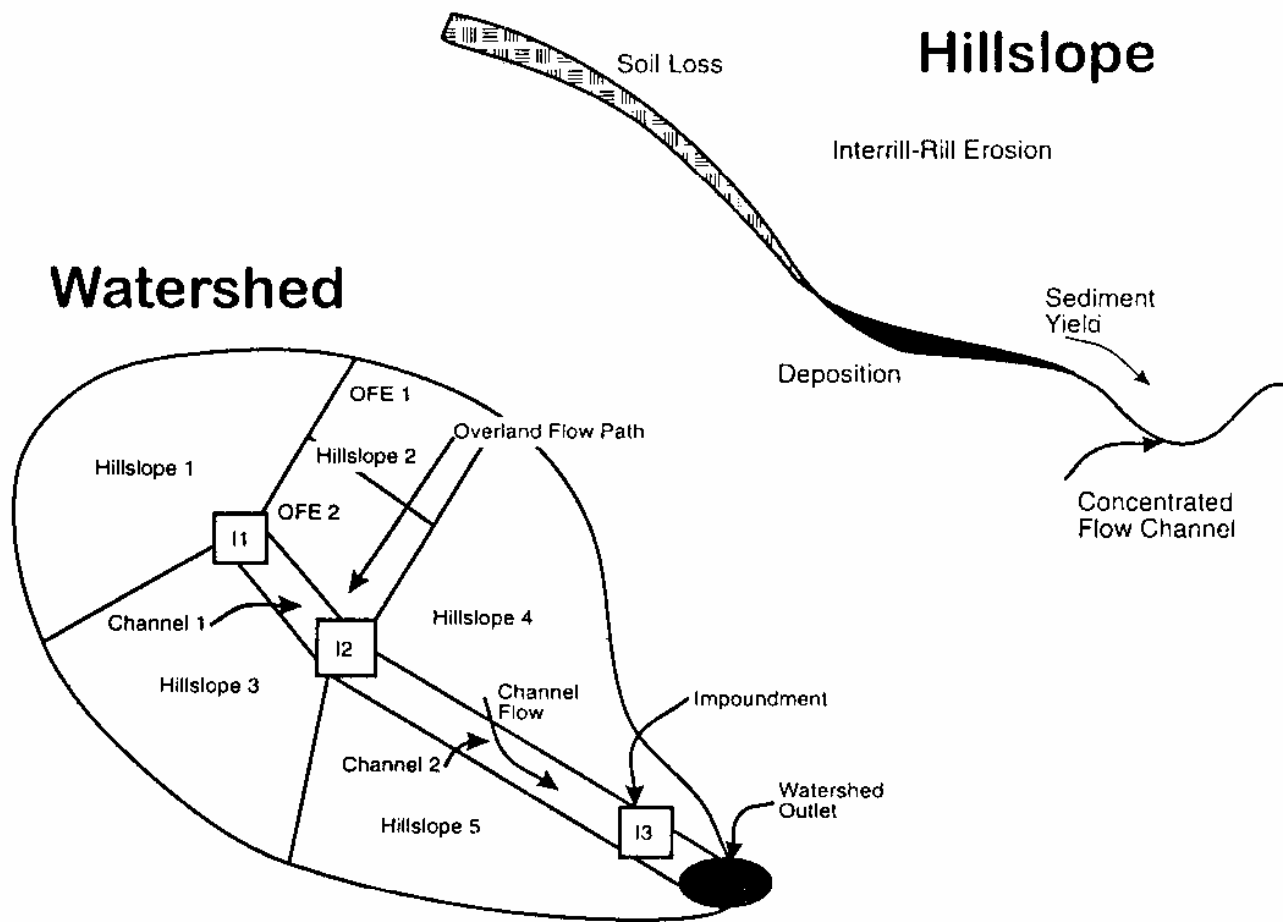 Hillslope
Soil Loss
Interrill-Rill Erosion
Sediment
Yield
Deposition
Concentrated
Flow Channel
Watershed
OFE 1
Overland Flow Path
Hillslope 1
Hillslope 2
OFE 2
I1
Channel 1
I2
Hillslope 4
Hillslope 3
Channel
Flow
Impoundment
Channel 2
Watershed
Outlet
Hillslope 5
I3